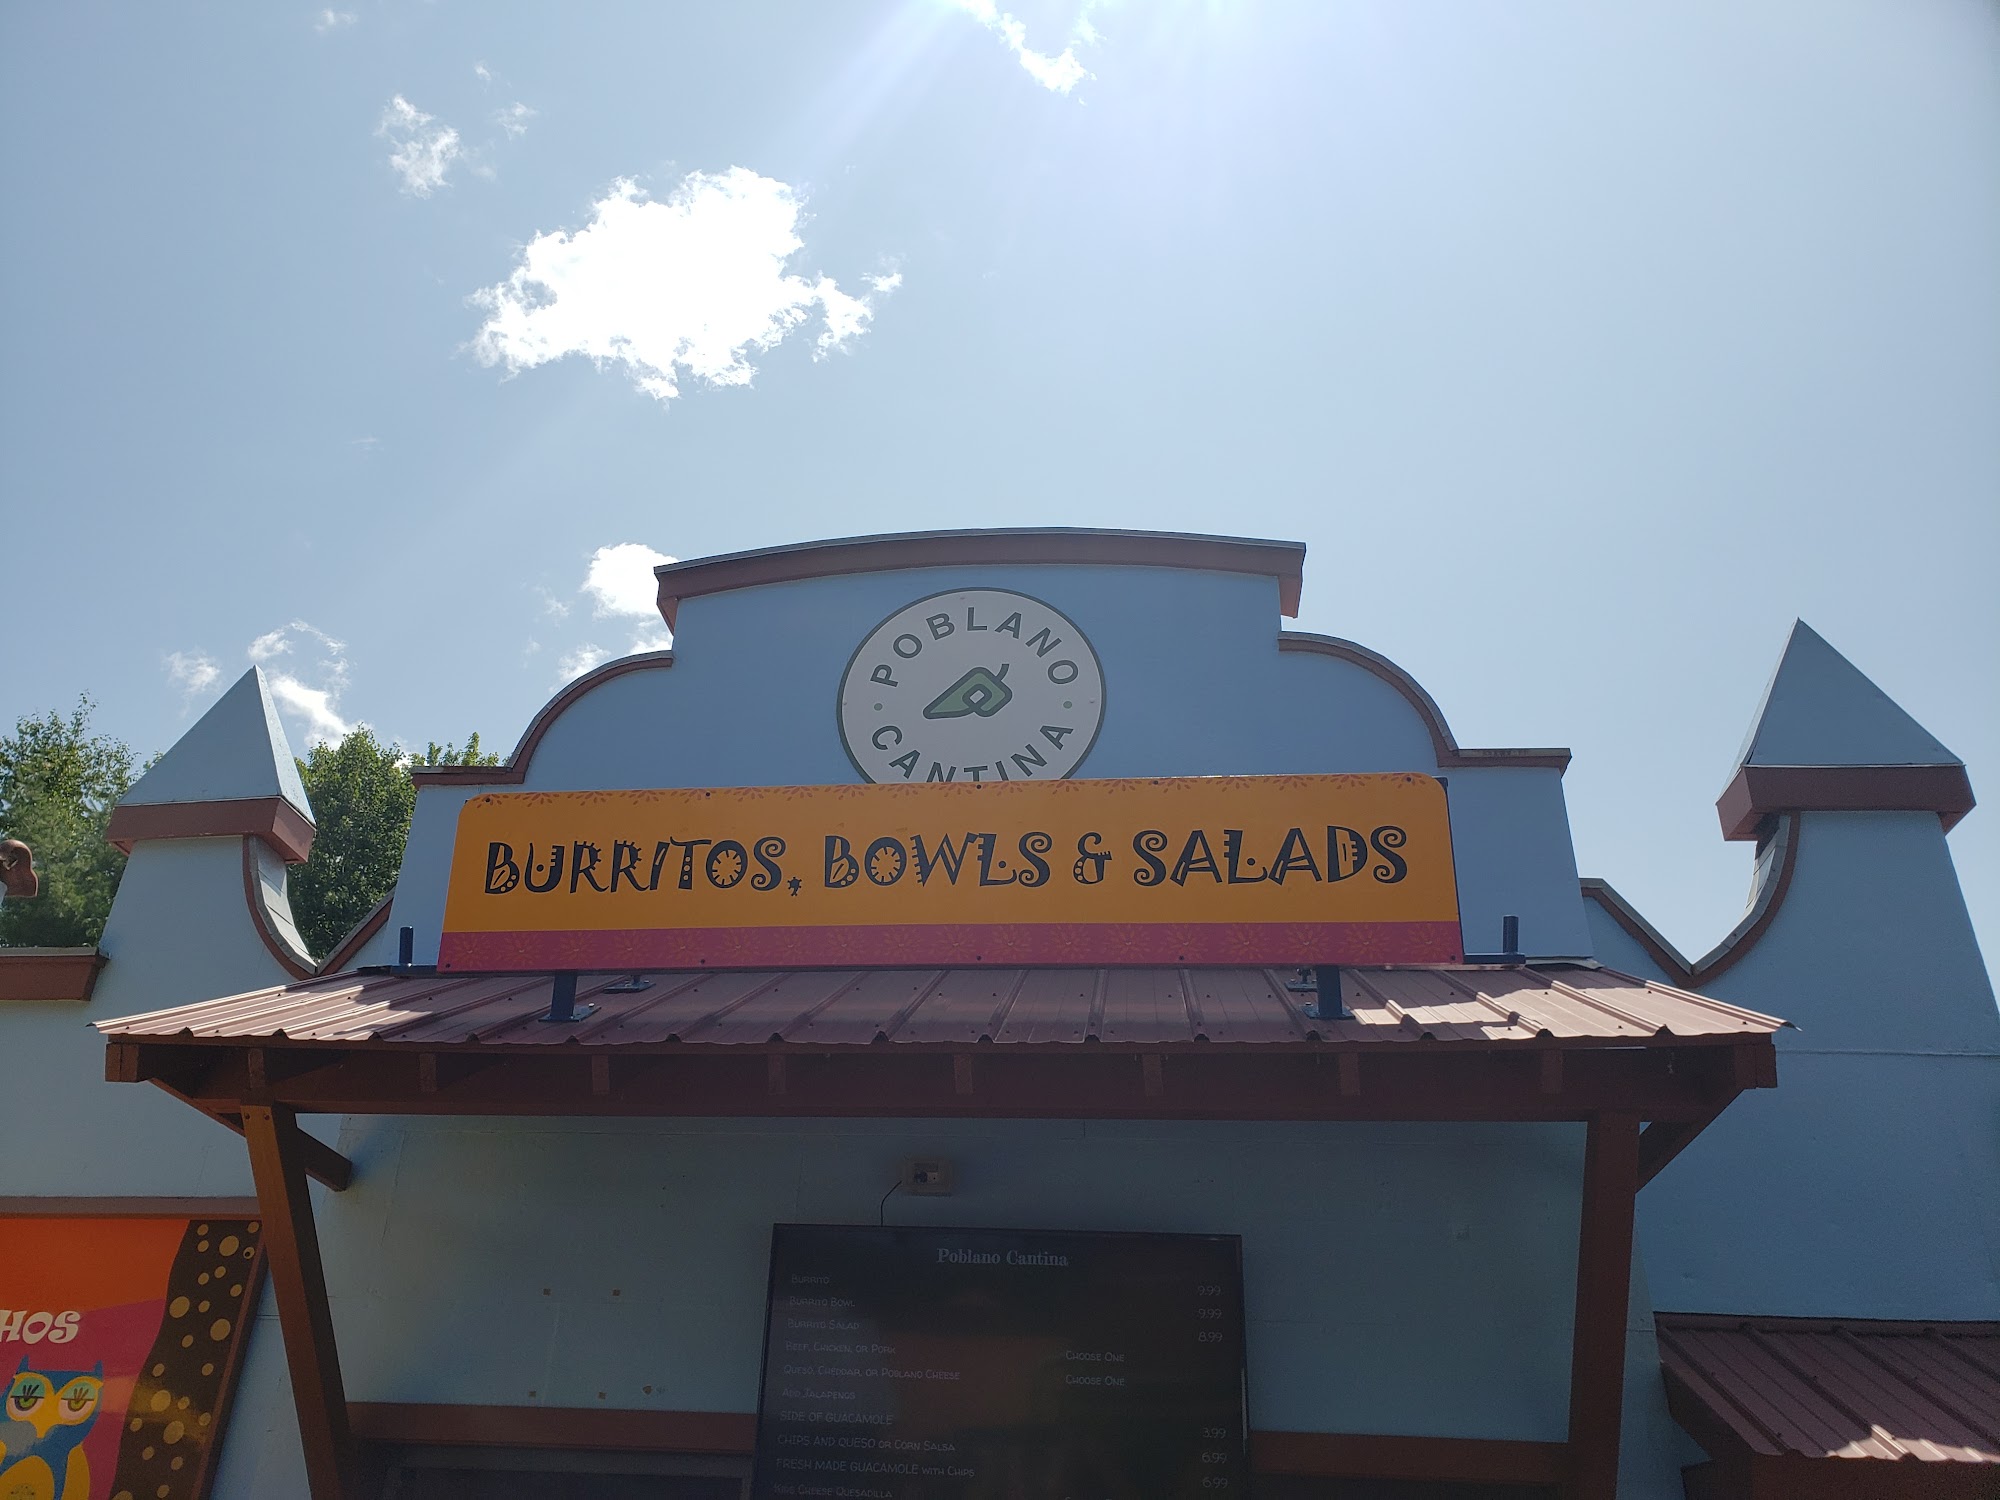 POBLANO
CANTINA
BURRITOS, BOWLS & SALADS
HOS
Poblano Cantina
BURRITO 9.99
BURRITO BOWL 9.99
BURRITO SALAD 8.99
BEEF, CHICKEN, OR PORK CHOOSE ONE
QUESO, CHEDDAR, OR POBLANO CHEESE CHOOSE ONE
ADD JALAPENOS
SIDE OF GUACAMOLE 3.99
CHIPS AND QUESO OR CORN SALSA 6.99
FRESH MADE GUACAMOLE WITH CHIPS 6.99
KIDS CHEESE QUESADILLA